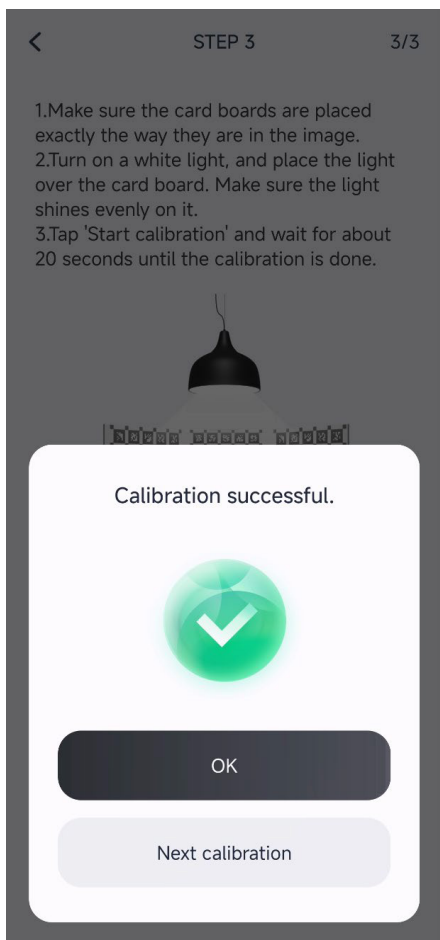 STEP 3
3/3
1.Make sure the card boards are placed
exactly the way they are in the image.
2.Turn on a white light, and place the light
over the card board. Make sure the light
shines evenly on it.
3.Tap 'Start calibration' and wait for about
20 seconds until the calibration is done.
Calibration successful.
OK
Next calibration